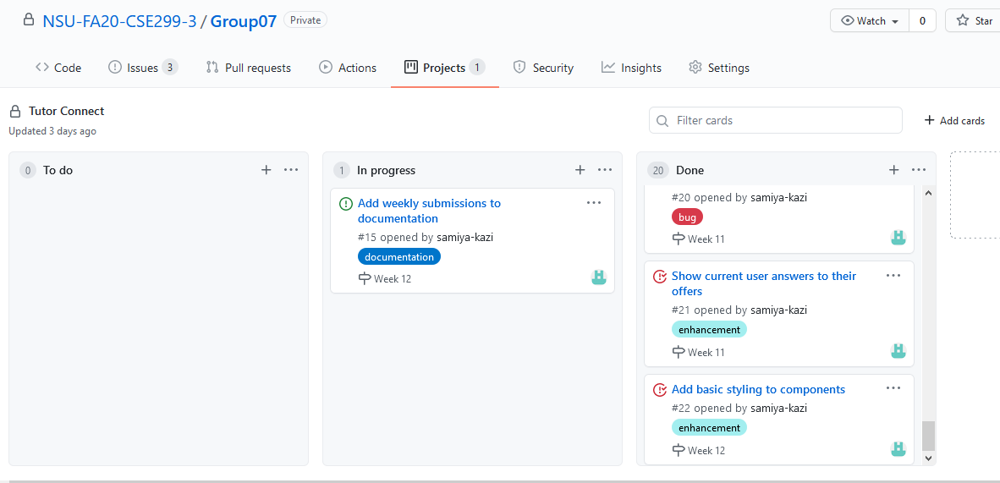 NSU-FA20-CSE299-3 / Group07 Private
Watch 0 Star
Code Issues 3 Pull requests Actions Projects 1 Security Insights Settings
Tutor Connect
Updated 3 days ago
Filter cards
Add cards
0 To do
1 In progress
Add weekly submissions to
documentation
#15 opened by samiya-kazi
documentation
Week 12
20 Done
#20 opened by samiya-kazi
bug
Week 11
Show current user answers to their
offers
#21 opened by samiya-kazi
enhancement
Week 11
Add basic styling to components
#22 opened by samiya-kazi
enhancement
Week 12